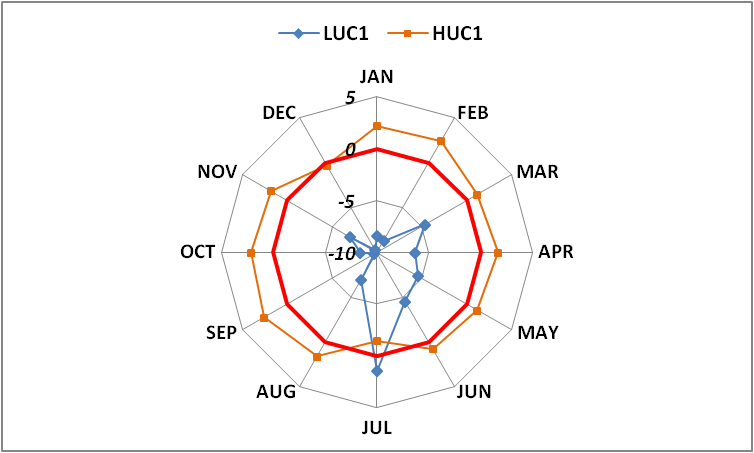 LUC1 HUC1
JAN
5
DEC FEB
0
NOV MAR
-5
OCT -10 APR
SEP MAY
AUG JUN
JUL